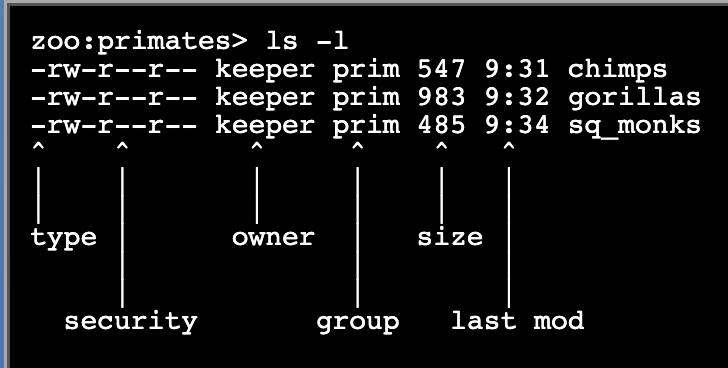 zoo:primates> ls -l
-rw-r--r-- keeper prim 547 9:31 chimps
-rw-r--r-- keeper prim 983 9:32 gorillas
-rw-r--r-- keeper prim 485 9:34 sq_monks
^ ^ ^ ^ ^ ^
type owner size
security group last mod